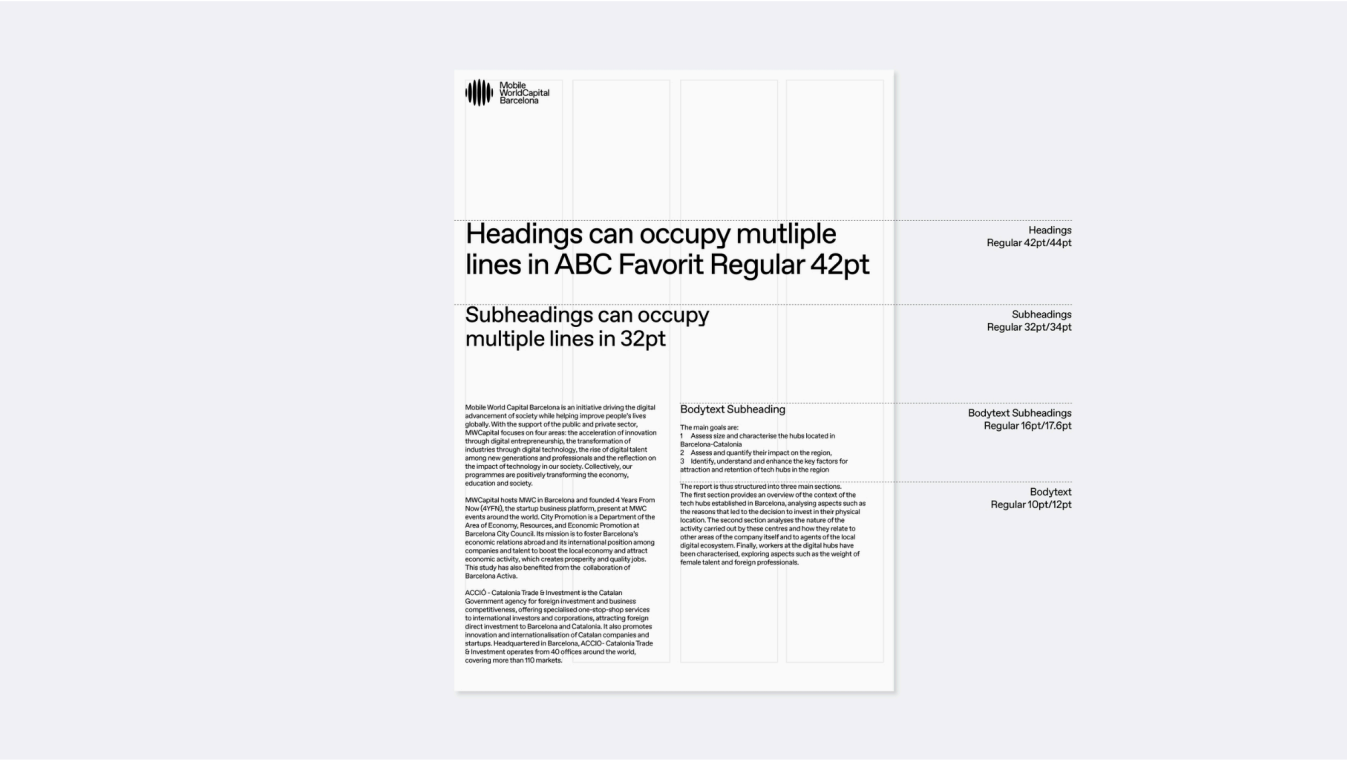 Mobile
WorldCapital
Barcelona
Headings can occupy mutliple
lines in ABC Favorit Regular 42pt
Headings
Regular 42pt/44pt
Subheadings can occupy
multiple lines in 32pt
Subheadings
Regular 32pt/34pt
Mobile World Capital Barcelona is an initiative driving the digital
advancement of society while helping improve people's lives
globally. With the support of the public and private sector,
MWCapital focuses on four areas: the acceleration of innovation
through digital entrepreneurship, the transformation of
industries through digital technology, the rise of digital talent
among new generations and professionals and the reflection on
the impact of technology in our society. Collectively, our
programmes are positively transforming the economy,
education and society.
MWCapital hosts MWC in Barcelona and founded 4 Years From
Now (4YFN), the startup business platform, present at MWC
events around the world. City Promotion is a Department of the
Area of Economy, Resources, and Economic Promotion at
Barcelona City Council. Its mission is to foster Barcelona's
economic relations abroad and its international position among
companies and talent to boost the local economy and attract
economic activity, which creates prosperity and quality jobs.
This study has also benefited from the collaboration of
Barcelona Activa.
ACCIÓ - Catalonia Trade & Investment is the Catalan
Government agency for foreign investment and business
competitiveness, offering specialised one-stop-shop services
to international investors and corporations, attracting foreign
direct investment to Barcelona and Catalonia. It also promotes
innovation and internationalisation of Catalan companies and
startups. Headquartered in Barcelona, ACCIO- Catalonia Trade
& Investment operates from 40 offices around the world,
covering more than 110 markets.
Bodytext Subheading
The main goals are:
1 Assess size and characterise the hubs located in
Barcelona-Catalonia
2 Assess and quantify their impact on the region,
3 Identify, understand and enhance the key factors for
attraction and retention of tech hubs in the region
The report is thus structured into three main sections.
The first section provides an overview of the context of the
tech hubs established in Barcelona, analysing aspects such as
the reasons that led to the decision to invest in their physical
location. The second section analyses the nature of the
activity carried out by these centres and how they relate to
other areas of the company itself and to agents of the local
digital ecosystem. Finally, workers at the digital hubs have
been characterised, exploring aspects such as the weight of
female talent and foreign professionals.
Bodytext Subheadings
Regular 16pt/17.6pt
Bodytext
Regular 10pt/12pt